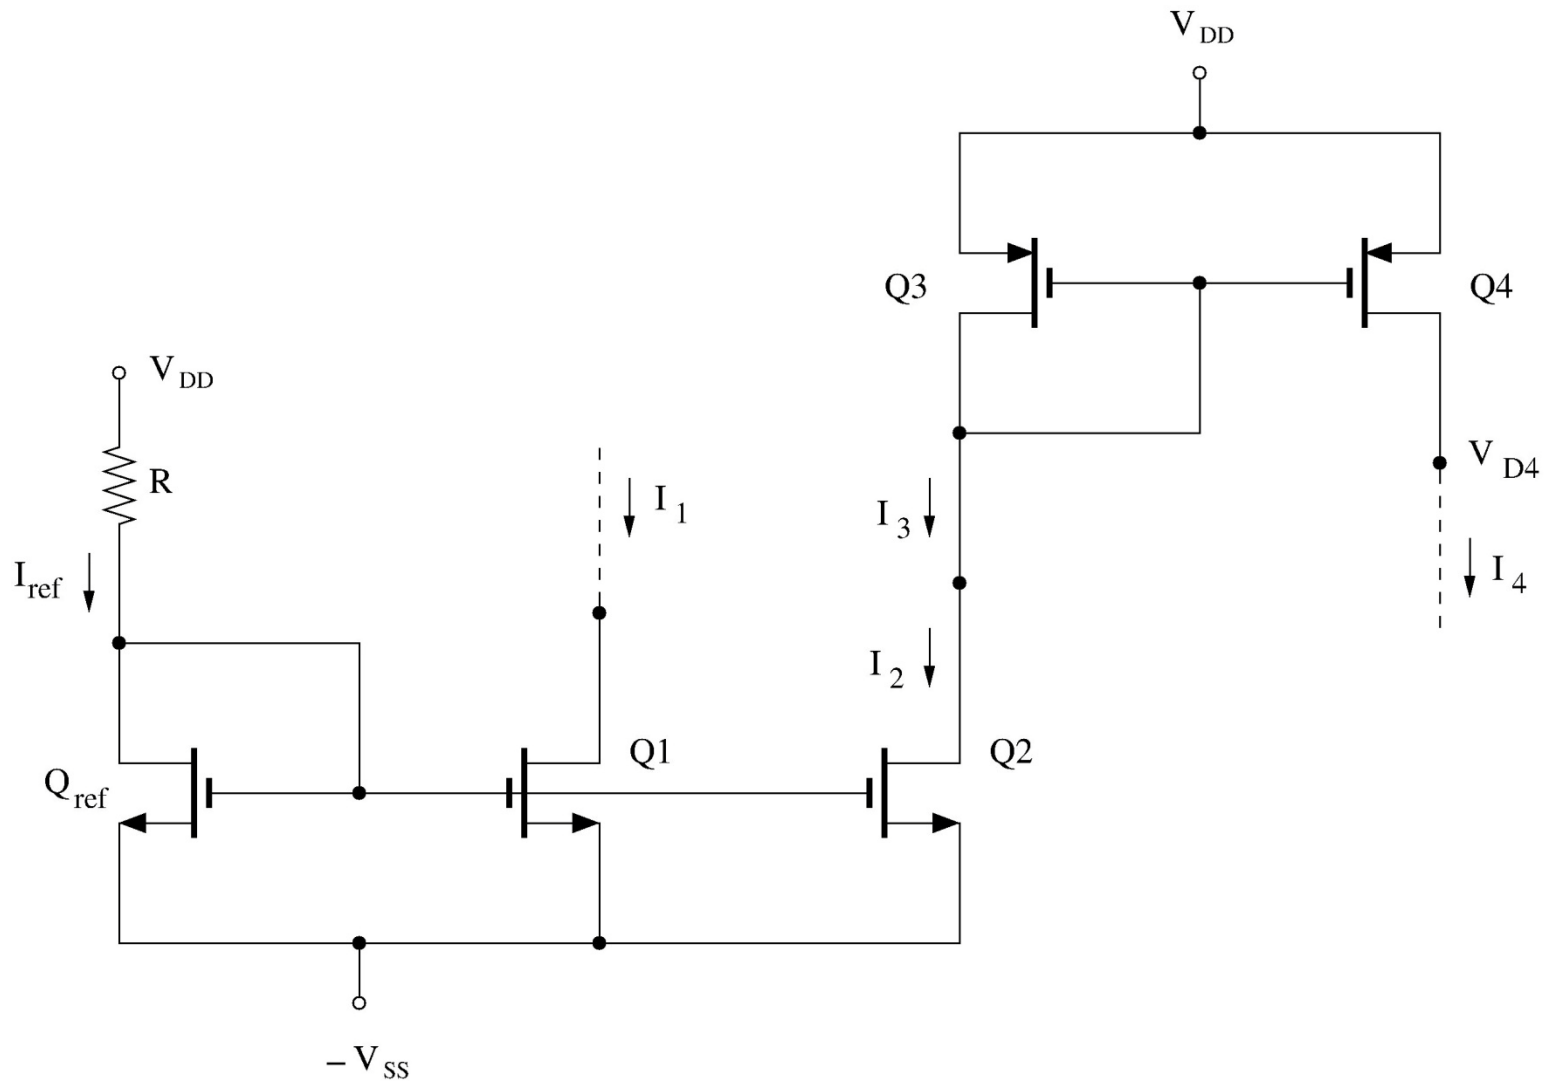 V DD
Q3
Q4
V DD
R
V D4
I 1
I 3
I ref
I 4
I 2
Q ref
Q1
Q2
– V SS